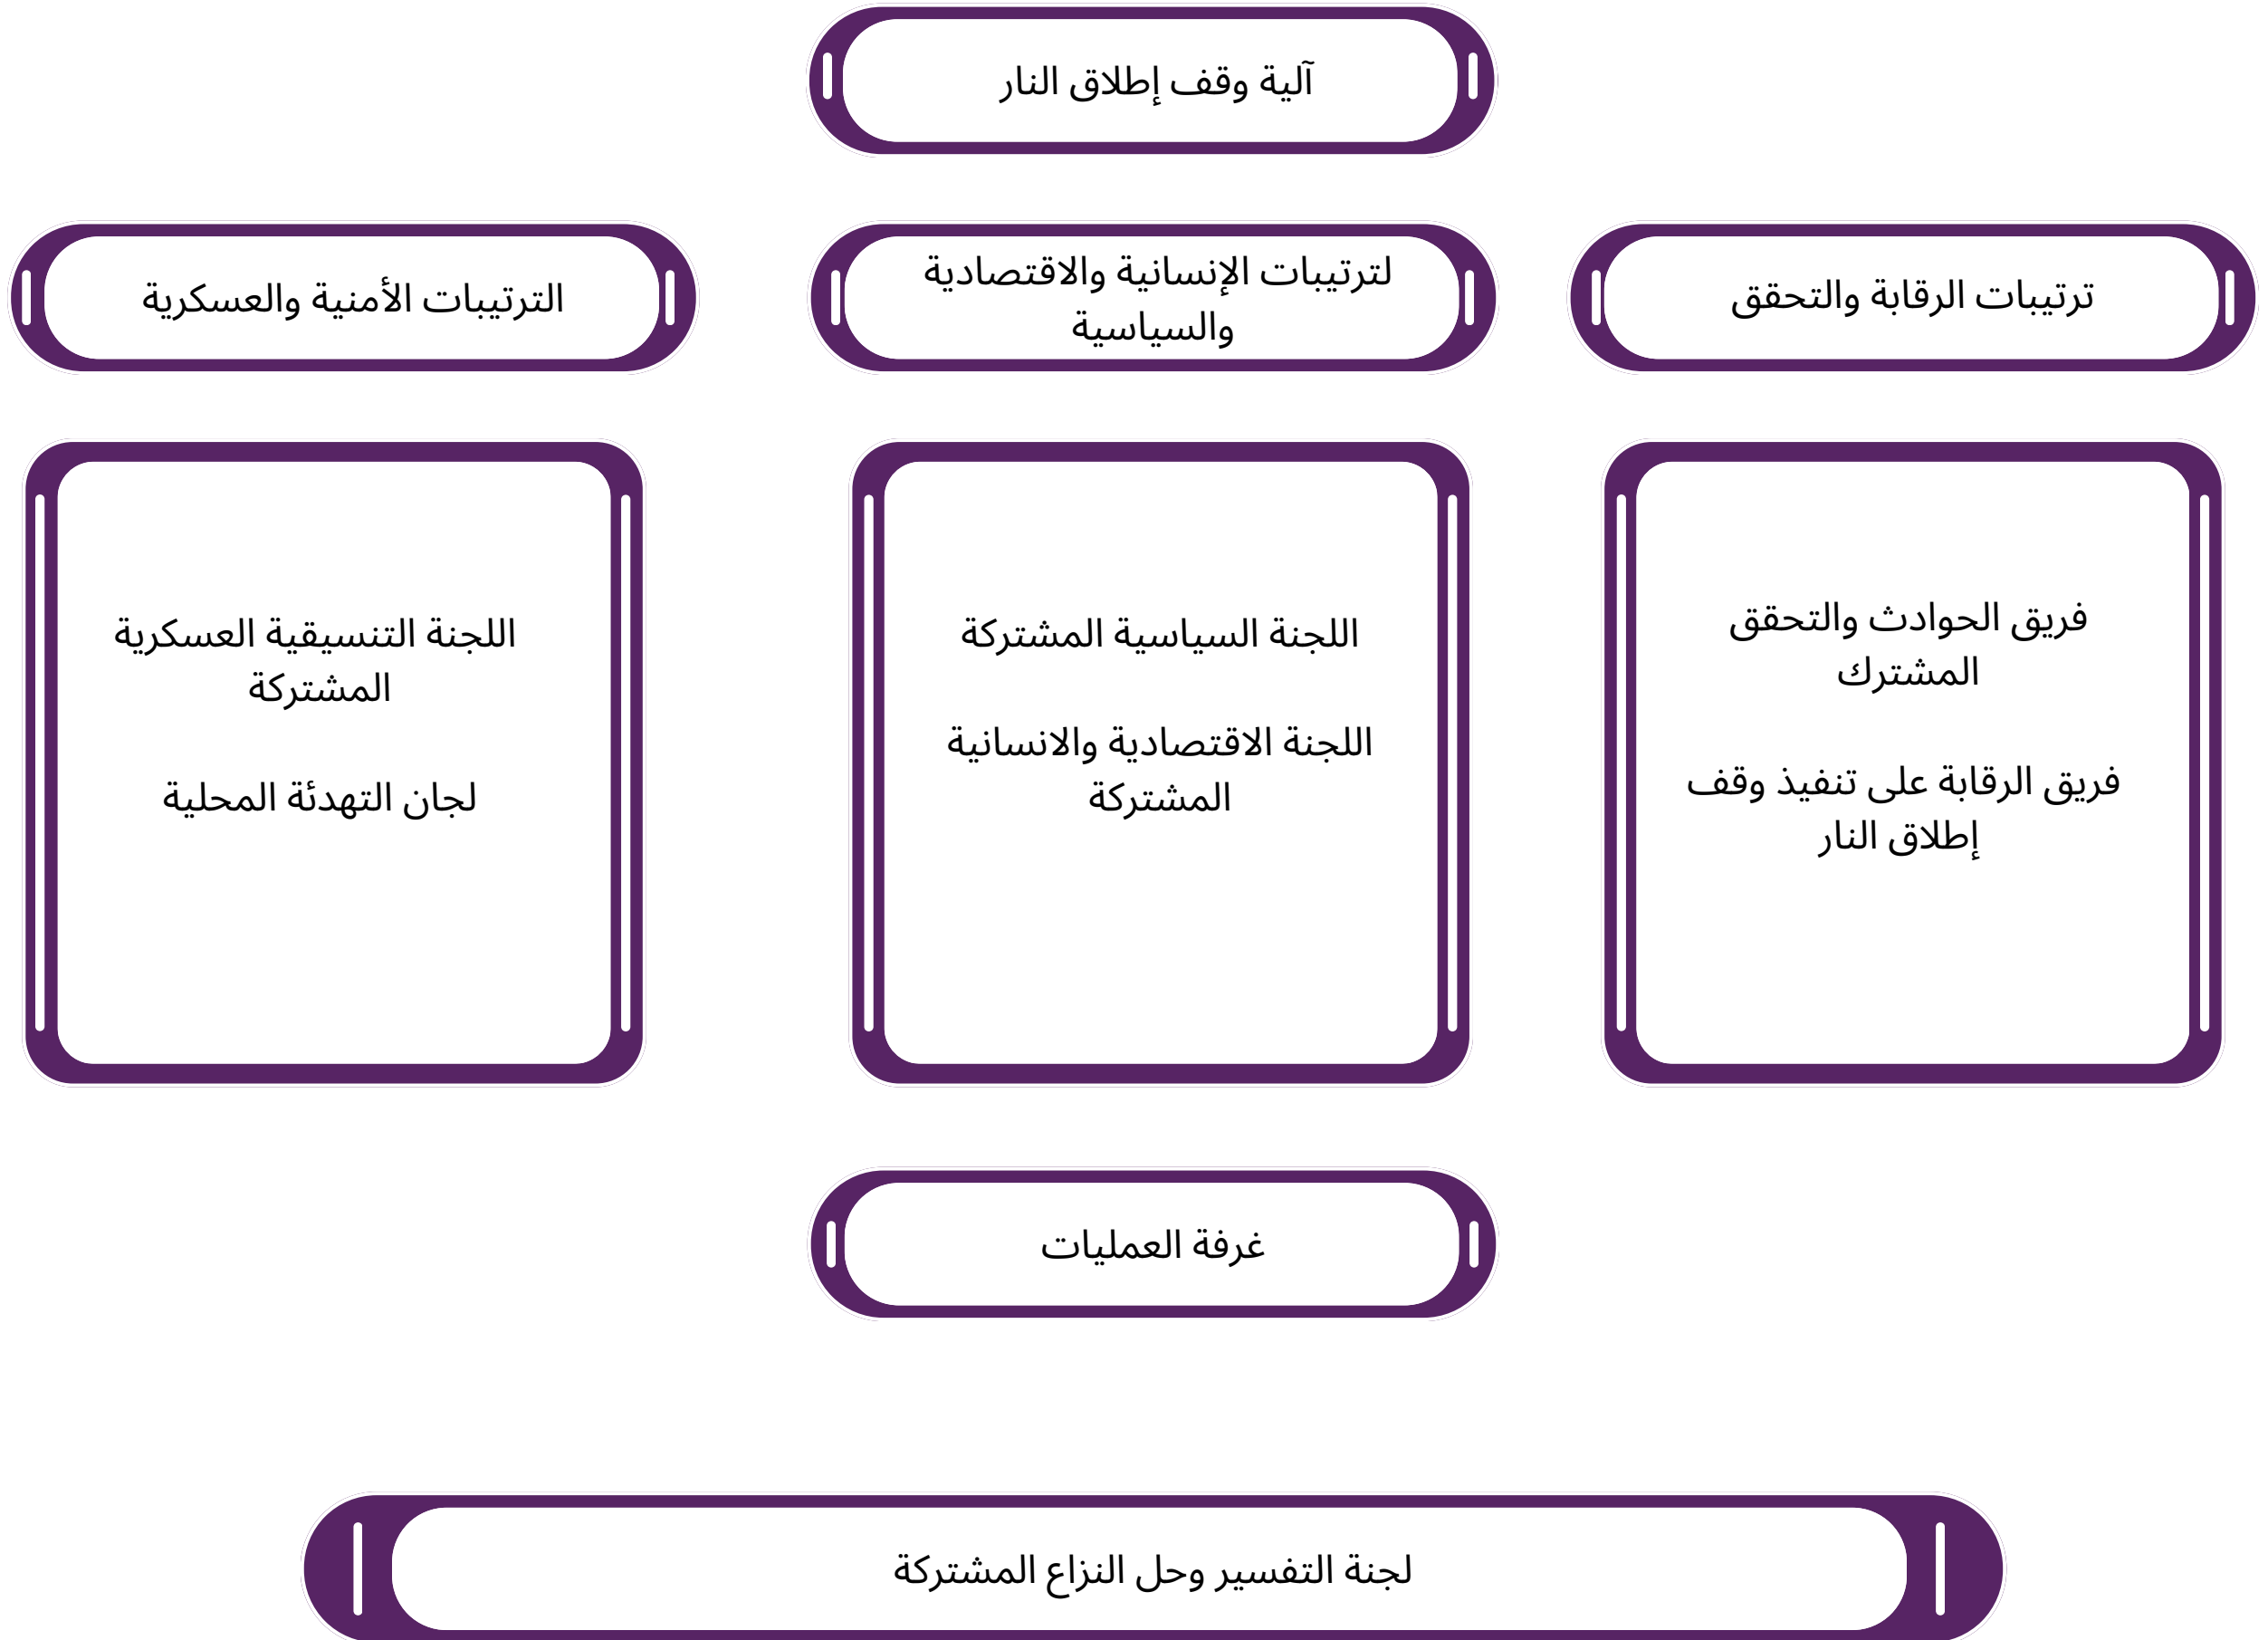 آلية وقف إطلاق النار
ترتيبات الرقابة والتحقق
لترتيبات الإنسانية والاقتصادية
والسياسية
الترتيبات الأمنية والعسكرية
فريق الحوادث والتحقق
المشترك
فريق الرقابة على تنفيذ وقف
إطلاق النار
اللجنة السياسية المشتركة
اللجنة الاقتصادية والانسانية
المشتركة
اللجنة التنسيقية العسكرية
المشتركة
لجان التهدئة المحلية
غرفة العمليات
لجنة التفسير وحل النزاع المشتركة